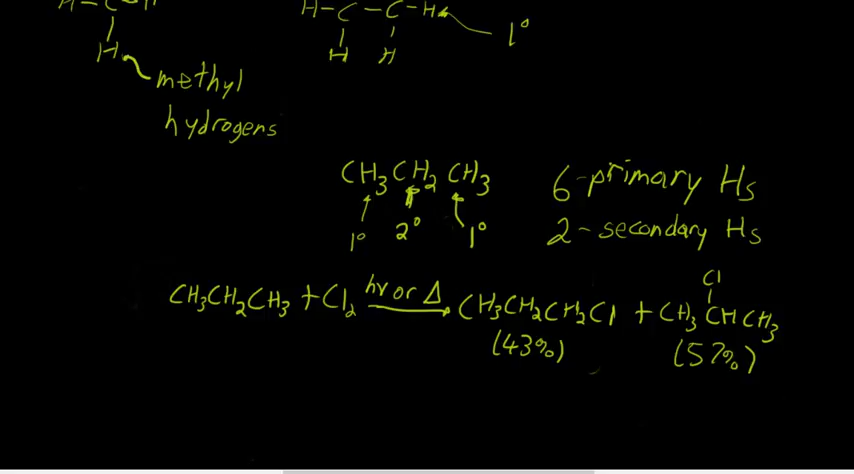 H-C-H
H-C-C-H
H
H H
1°
methyl
hydrogens
CH3CH2CH3
1° 2° 1°
6-primary Hs
2-secondary Hs
Cl
CH3CH2CH3 + Cl2 hν or Δ CH3CH2CH2Cl + CH3CHCH3
(43%) (57%)